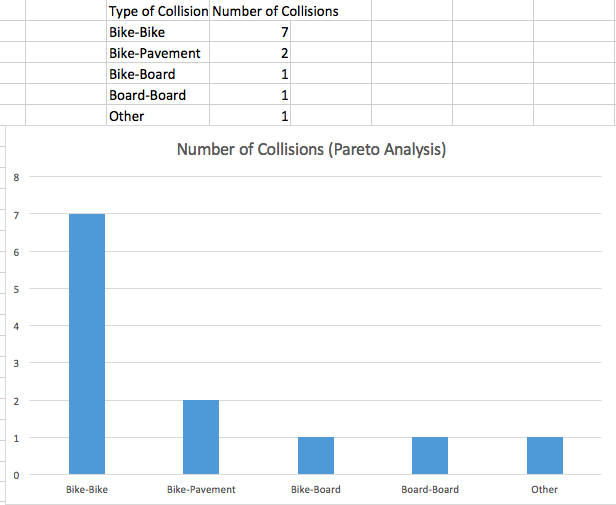 Type of Collision Number of Collisions
Bike-Bike 7
Bike-Pavement 2
Bike-Board 1
Board-Board 1
Other 1
Number of Collisions (Pareto Analysis)
8
7
6
5
4
3
2
1
0
Bike-Bike Bike-Pavement Bike-Board Board-Board Other